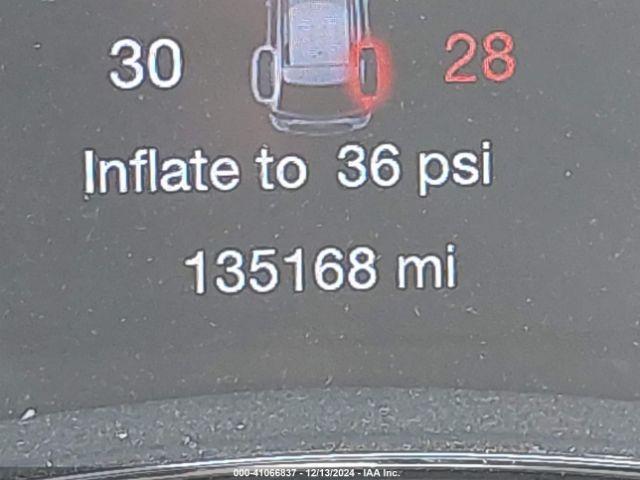 30 28
Inflate to 36 psi
135168 mi
000-41066837 - 12/13/2024 - IAA Inc.